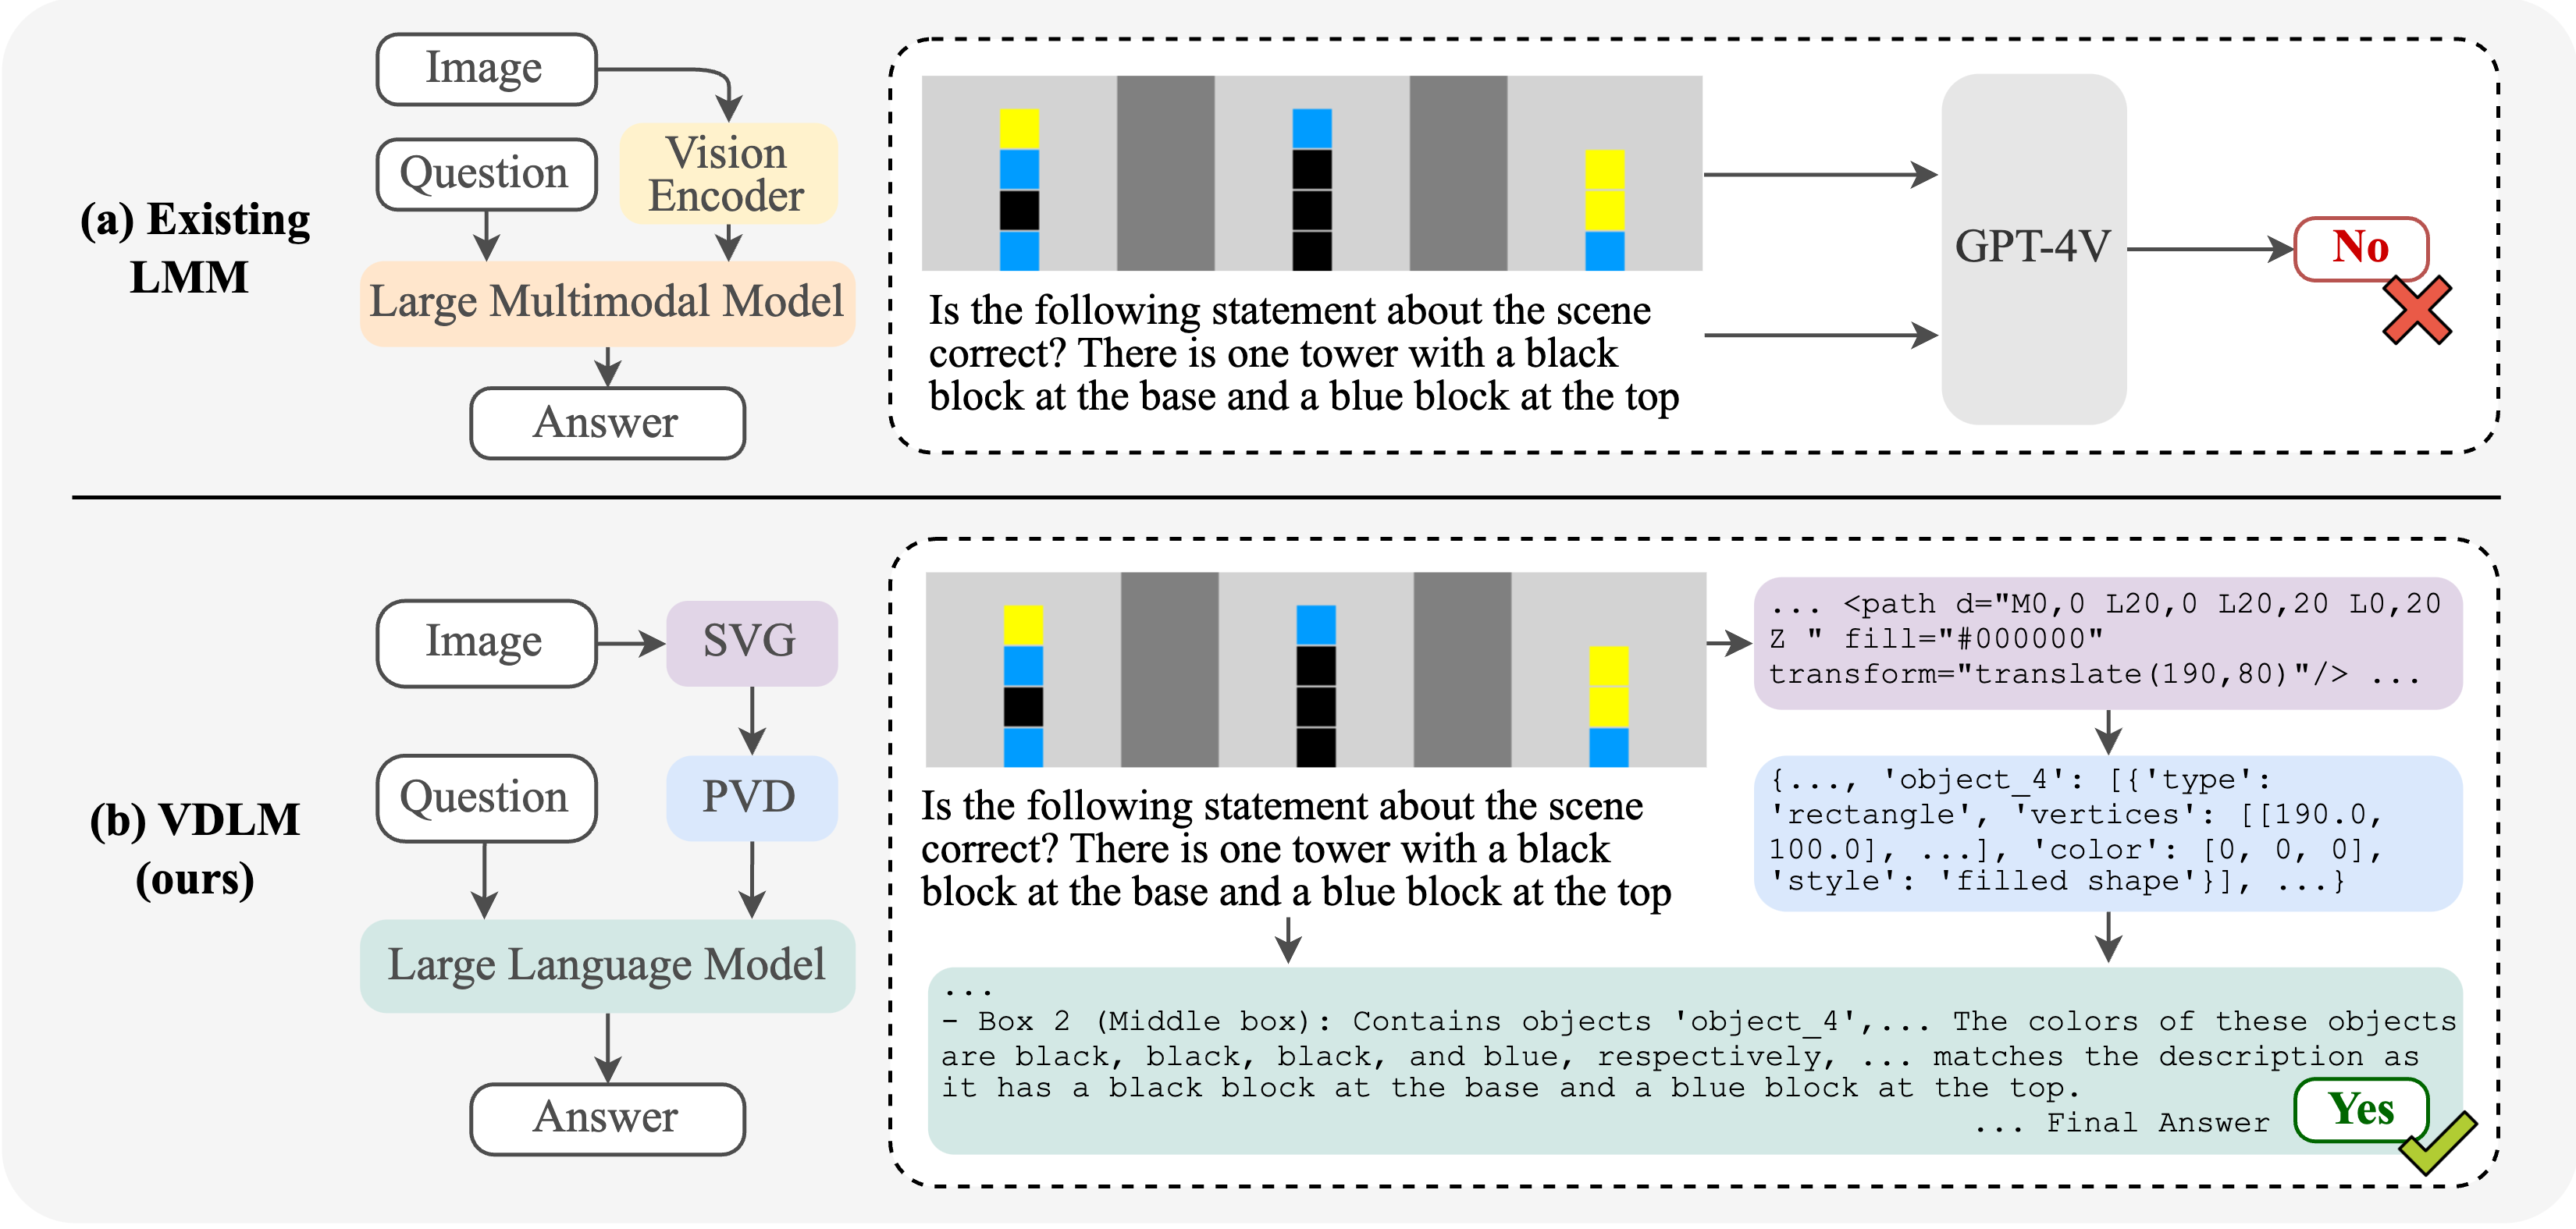 (a) Existing
LMM
Image
Question
Vision
Encoder
Large Multimodal Model
Answer
Is the following statement about the scene
correct? There is one tower with a black
block at the base and a blue block at the top
GPT-4V
No
(b) VDLM
(ours)
Image
SVG
Question
PVD
Large Language Model
Answer
Is the following statement about the scene
correct? There is one tower with a black
block at the base and a blue block at the top
... <path d="M0,0 L20,0 L20,20 L0,20
Z " fill="#000000"
transform="translate(190,80)"/> ...
{..., 'object_4': [{'type':
'rectangle', 'vertices': [[190.0,
100.0], ...], 'color': [0, 0, 0],
'style': 'filled shape'}], ...}
...
- Box 2 (Middle box): Contains objects 'object_4',... The colors of these objects
are black, black, black, and blue, respectively, ... matches the description as
it has a black block at the base and a blue block at the top.
... Final Answer
Yes